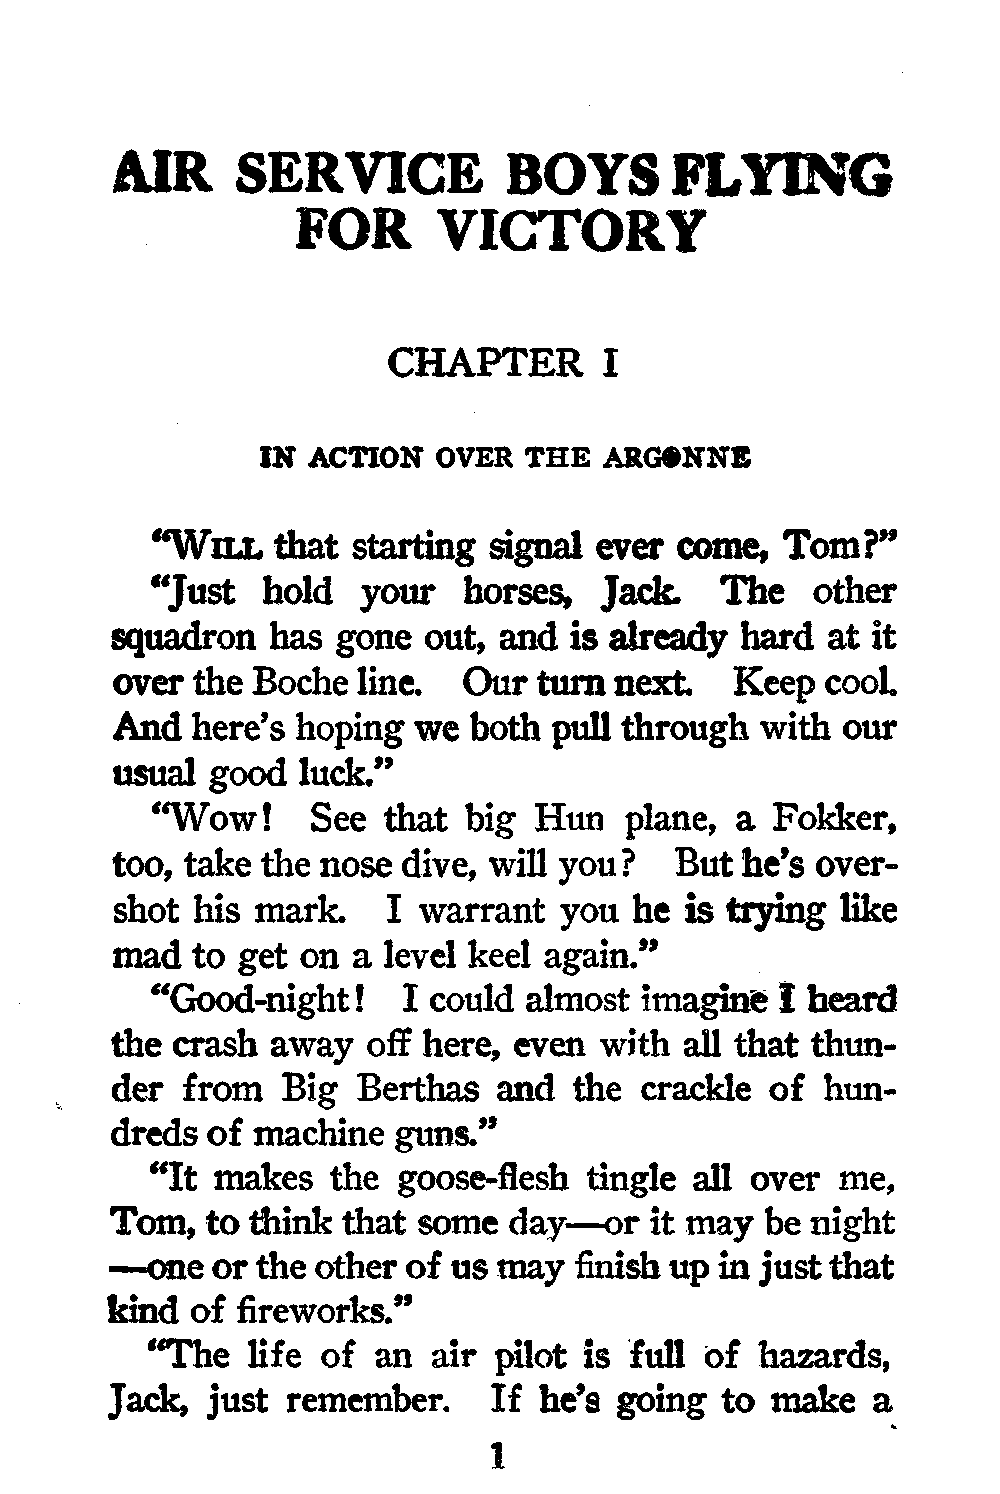 AIR SERVICE BOYS FLYING
FOR VICTORY
CHAPTER I
IN ACTION OVER THE ARGONNE
“WILL that starting signal ever come, Tom?”
“Just hold your horses, Jack. The other
squadron has gone out, and is already hard at it
over the Boche line. Our turn next. Keep cool.
And here’s hoping we both pull through with our
usual good luck.”
“Wow! See that big Hun plane, a Fokker,
too, take the nose dive, will you? But he’s over-
shot his mark. I warrant you he is trying like
mad to get on a level keel again.”
“Good-night! I could almost imagine I heard
the crash away off here, even with all that thun-
der from Big Berthas and the crackle of hun-
dreds of machine guns.”
“It makes the goose-flesh tingle all over me,
Tom, to think that some day—or it may be night
—one or the other of us may finish up in just that
kind of fireworks.”
“The life of an air pilot is full of hazards,
Jack, just remember. If he’s going to make a
1